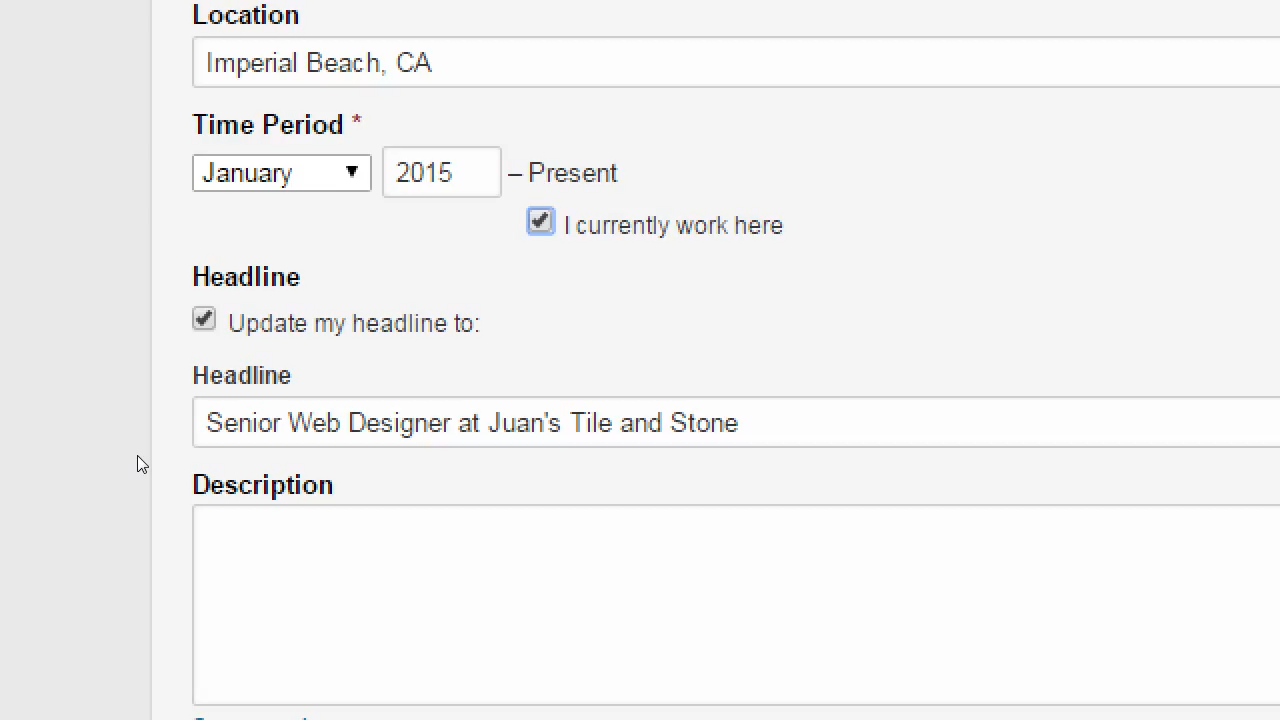 Location
Imperial Beach, CA
Time Period *
January 2015 – Present
I currently work here
Headline
Update my headline to:
Headline
Senior Web Designer at Juan's Tile and Stone
Description